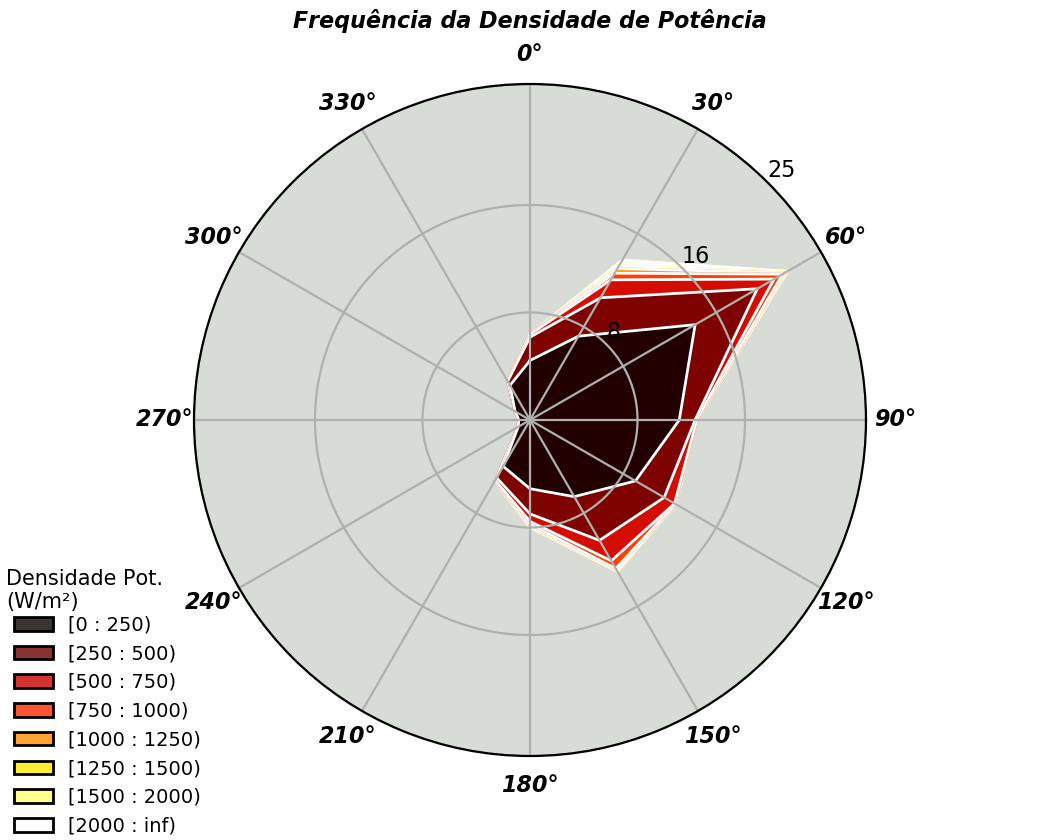 Frequência da Densidade de Potência
0°
330°
30°
25
300°
60°
16
8
270°
90°
240°
120°
210°
150°
180°
Densidade Pot.
(W/m²)
[0 : 250)
[250 : 500)
[500 : 750)
[750 : 1000)
[1000 : 1250)
[1250 : 1500)
[1500 : 2000)
[2000 : inf)